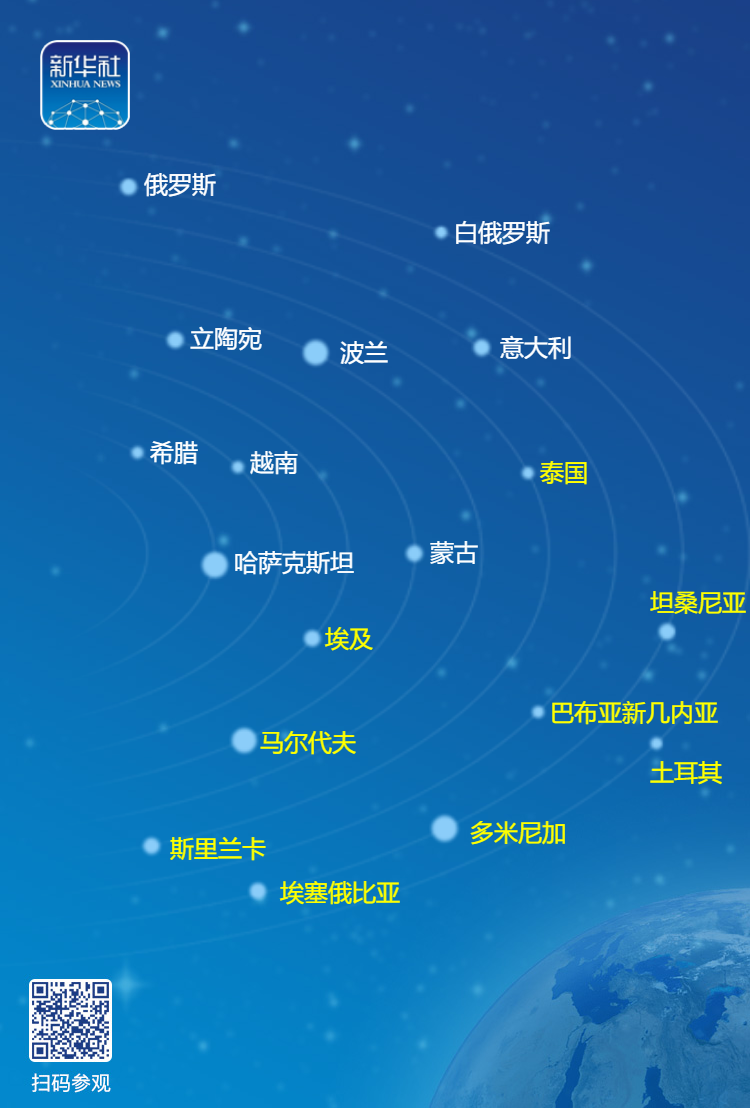 新华社
XINHUA NEWS
俄罗斯
白俄罗斯
立陶宛
波兰
意大利
希腊
越南
泰国
哈萨克斯坦
蒙古
坦桑尼亚
埃及
巴布亚新几内亚
马尔代夫
土耳其
多米尼加
斯里兰卡
埃塞俄比亚
扫码参观